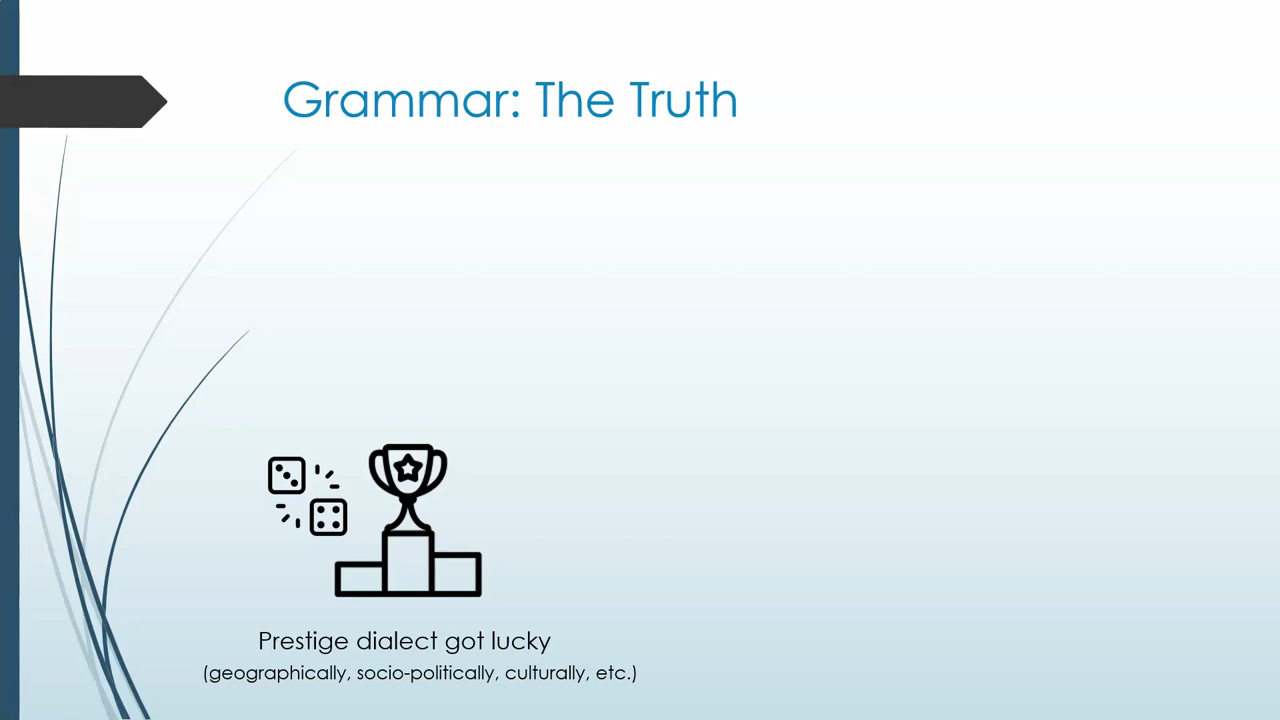 Grammar: The Truth
Prestige dialect got lucky
(geographically, socio-politically, culturally, etc.)